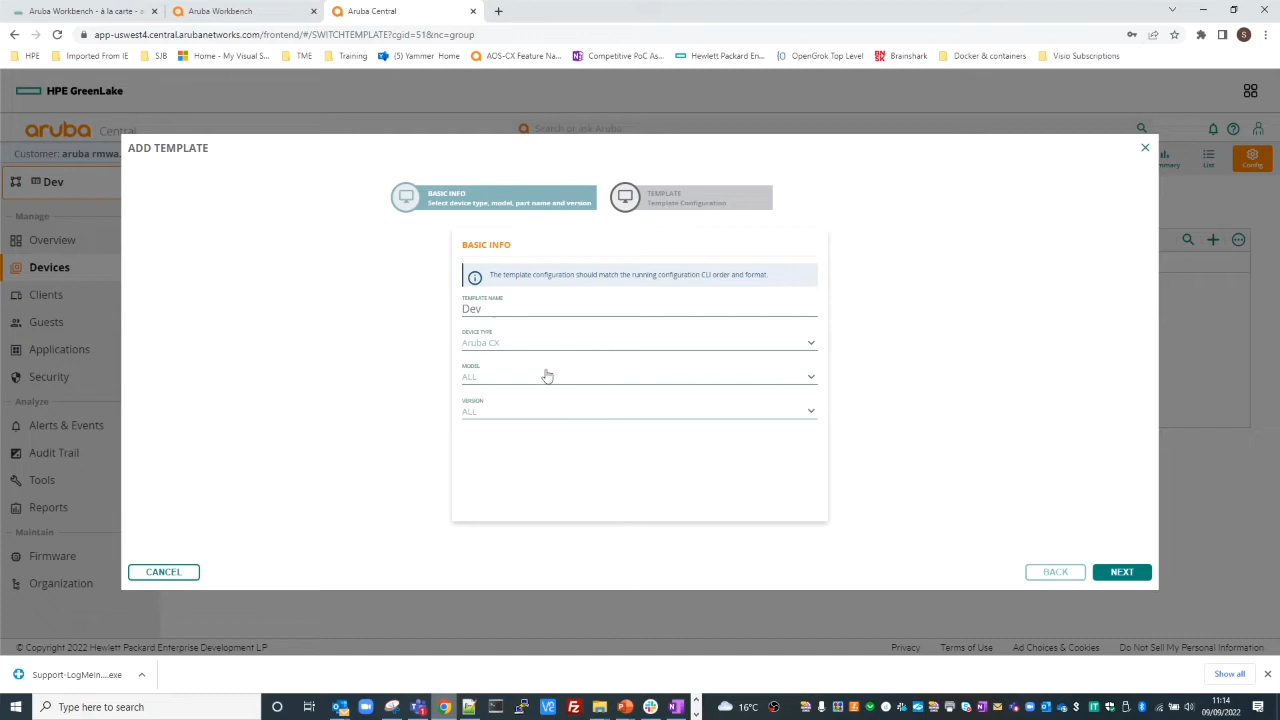 Aruba Workbench - à la carte - o
Aruba Workbench
Aruba Central
app-uswest4.central.arubanetworks.com/frontend/#/SWITCHTEMPLATE?cgid=51&nc=group
S
HPE
Imported From IE
SJB
Home - My Visual S...
TME
Training
(5) Yammer Home
AOS-CX Feature Na...
Competitive PoC As...
Hewlett Packard En...
OpenGrok Top Level
Brainshark
Docker & containers
Visio Subscriptions
HPE GreenLake
aruba Central
Search or ask Aruba
Customer: aruba rmwa.
ADD TEMPLATE
mmary
List
Config
Dev
Manage
Overview
Devices
Clients
Guests
Applications
Security
Analyze
Alerts & Events
Audit Trail
Tools
Reports
Maintain
Firmware
Organization
BASIC INFO
Select device type, model, part name and version
TEMPLATE
Template Configuration
BASIC INFO
The template configuration should match the running configuration CLI order and format.
TEMPLATE NAME
Dev
DEVICE TYPE
Aruba CX
MODEL
ALL
VERSION
ALL
CANCEL
BACK
NEXT
© Copyright 2022 Hewlett Packard Enterprise Development LP
Privacy
Terms of Use
Ad Choices & Cookies
Do Not Sell My Personal Information
Support-LogMeIn....exe
Show all
Type here to search
16°C
11:14
09/09/2022